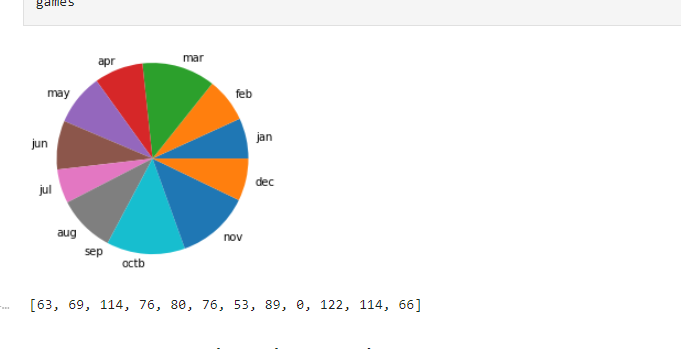 games
apr
mar
may
feb
jun
jan
jul
dec
aug
nov
sep
octb
[63, 69, 114, 76, 80, 76, 53, 89, 0, 122, 114, 66]